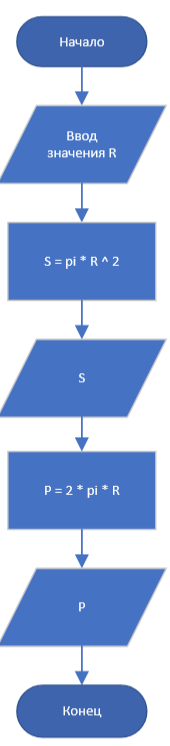 Начало
Ввод
значения R
S = pi * R ^ 2
S
P = 2 * pi * R
P
Конец